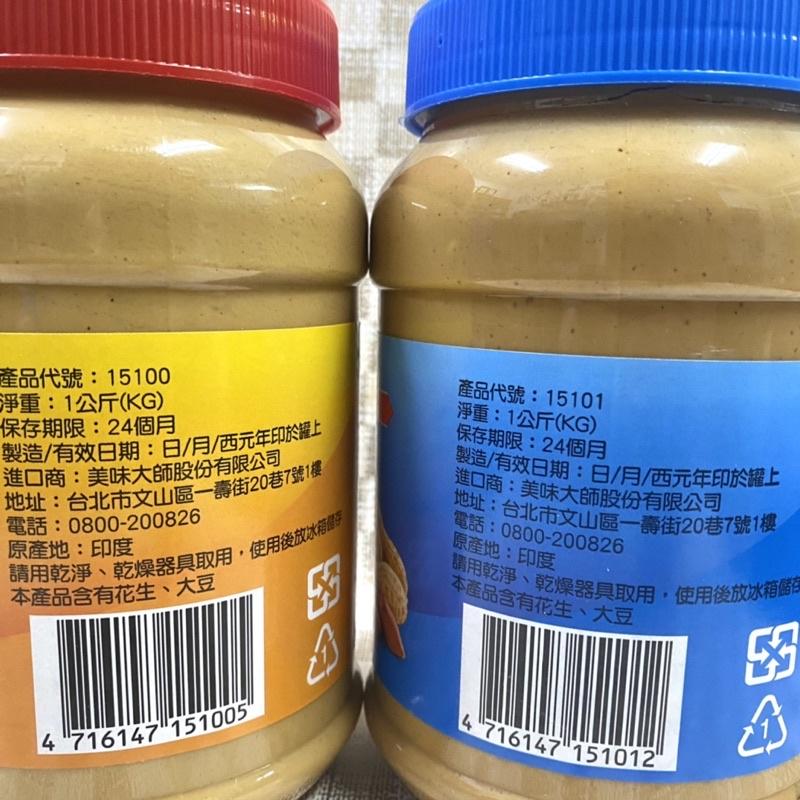 產品代號：15100
淨重：1公斤(KG)
保存期限：24個月
製造/有效日期：日/月/西元年印於罐上
進口商：美味大師股份有限公司
地址：台北市文山區一壽街20巷7號1樓
電話：0800-200826
原產地：印度
請用乾淨、乾燥器具取用，使用後放冰箱儲存
本產品含有花生、大豆
4 716147 151005
產品代號：15101
淨重：1公斤(KG)
保存期限：24個月
製造/有效日期：日/月/西元年印於罐上
進口商：美味大師股份有限公司
地址：台北市文山區一壽街20巷7號1樓
電話：0800-200826
原產地：印度
請用乾淨、乾燥器具取用，使用後放冰箱儲存
本產品含有花生、大豆
1
4 716147 151012